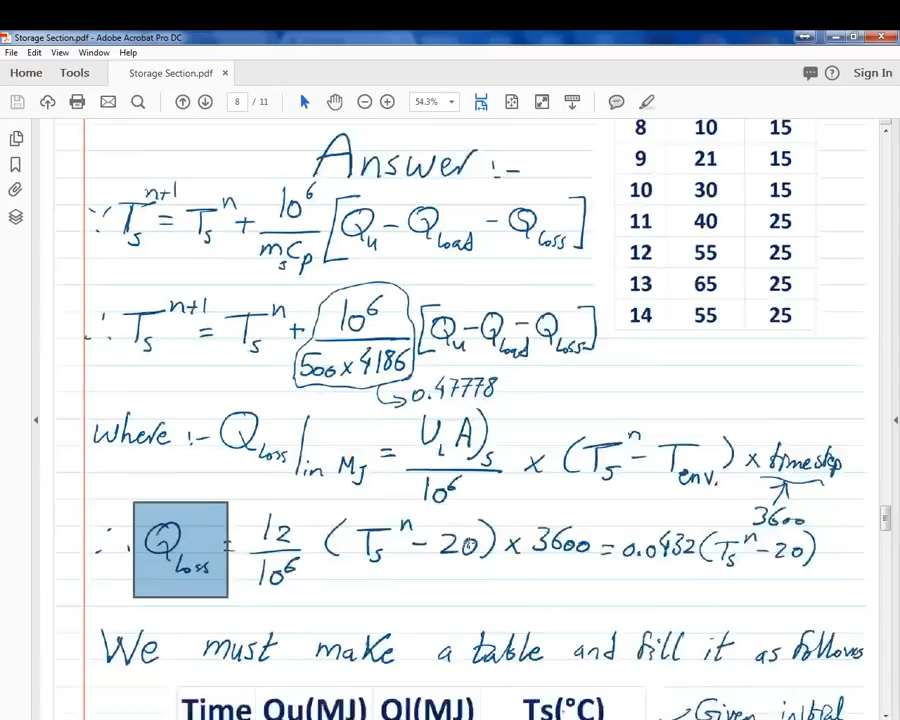 Storage Section.pdf - Adobe Acrobat Pro DC
File Edit View Window Help
Home Tools Storage Section.pdf × Sign In
8 / 11 54.3%
8 10 15
9 21 15
10 30 15
11 40 25
12 55 25
13 65 25
14 55 25
Answer :-
∵ Ts^n+1 = Ts^n + 10^6 / ms Cp [Qu - Qload - Qloss]
∴ Ts^n+1 = Ts^n + 10^6 / 500 × 4186 [Qu - Qload - Qloss]
→ 0.47778
where :- Qloss | in MJ = UL A)s / 10^6 × (Ts^n - Tenv.) × timestep
3600
∴ Qloss = 12 / 10^6 (Ts^n - 20) × 3600 = 0.0432 (Ts^n - 20)
We must make a table and fill it as follows
Time Qu(MJ) Ql(MJ) Ts(°C) Given initial